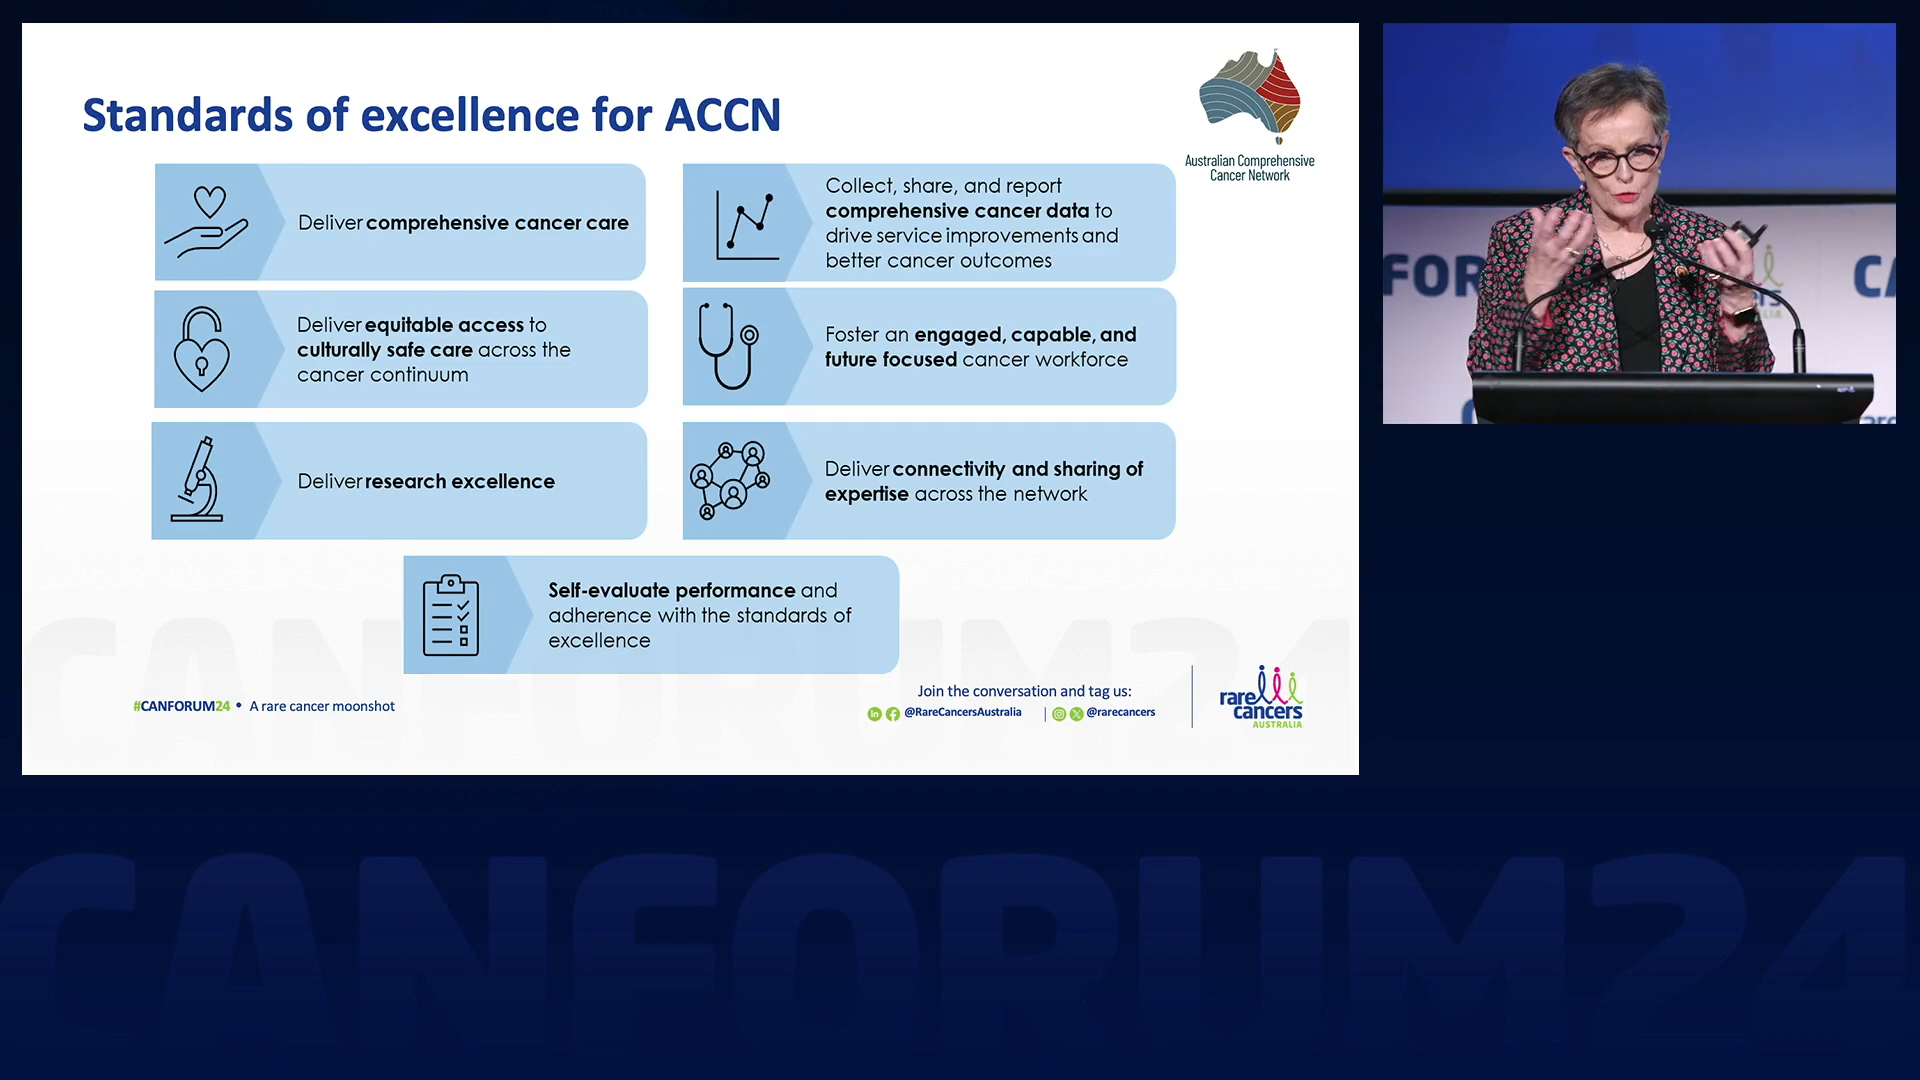 Standards of excellence for ACCN
Australian Comprehensive
Cancer Network
Deliver comprehensive cancer care
Collect, share, and report
comprehensive cancer data to
drive service improvements and
better cancer outcomes
Deliver equitable access to
culturally safe care across the
cancer continuum
Foster an engaged, capable, and
future focused cancer workforce
Deliver research excellence
Deliver connectivity and sharing of
expertise across the network
Self-evaluate performance and
adherence with the standards of
excellence
#CANFORUM24 • A rare cancer moonshot
Join the conversation and tag us:
@RareCancersAustralia | @rarecancers
rare
cancers
AUSTRALIA
CANFORUM24
FOR
CA
CANFORUM24